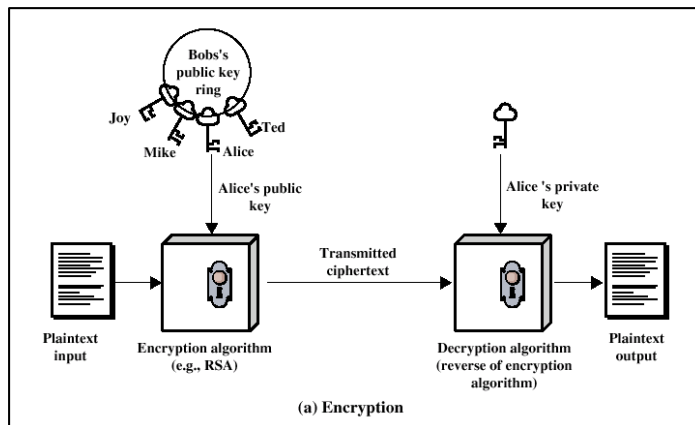 Bobs's
public key
ring
Joy
Ted
Mike
Alice
Alice's public
key
Alice 's private
key
Transmitted
ciphertext
Plaintext
input
Encryption algorithm
(e.g., RSA)
Decryption algorithm
(reverse of encryption
algorithm)
Plaintext
output
(a) Encryption